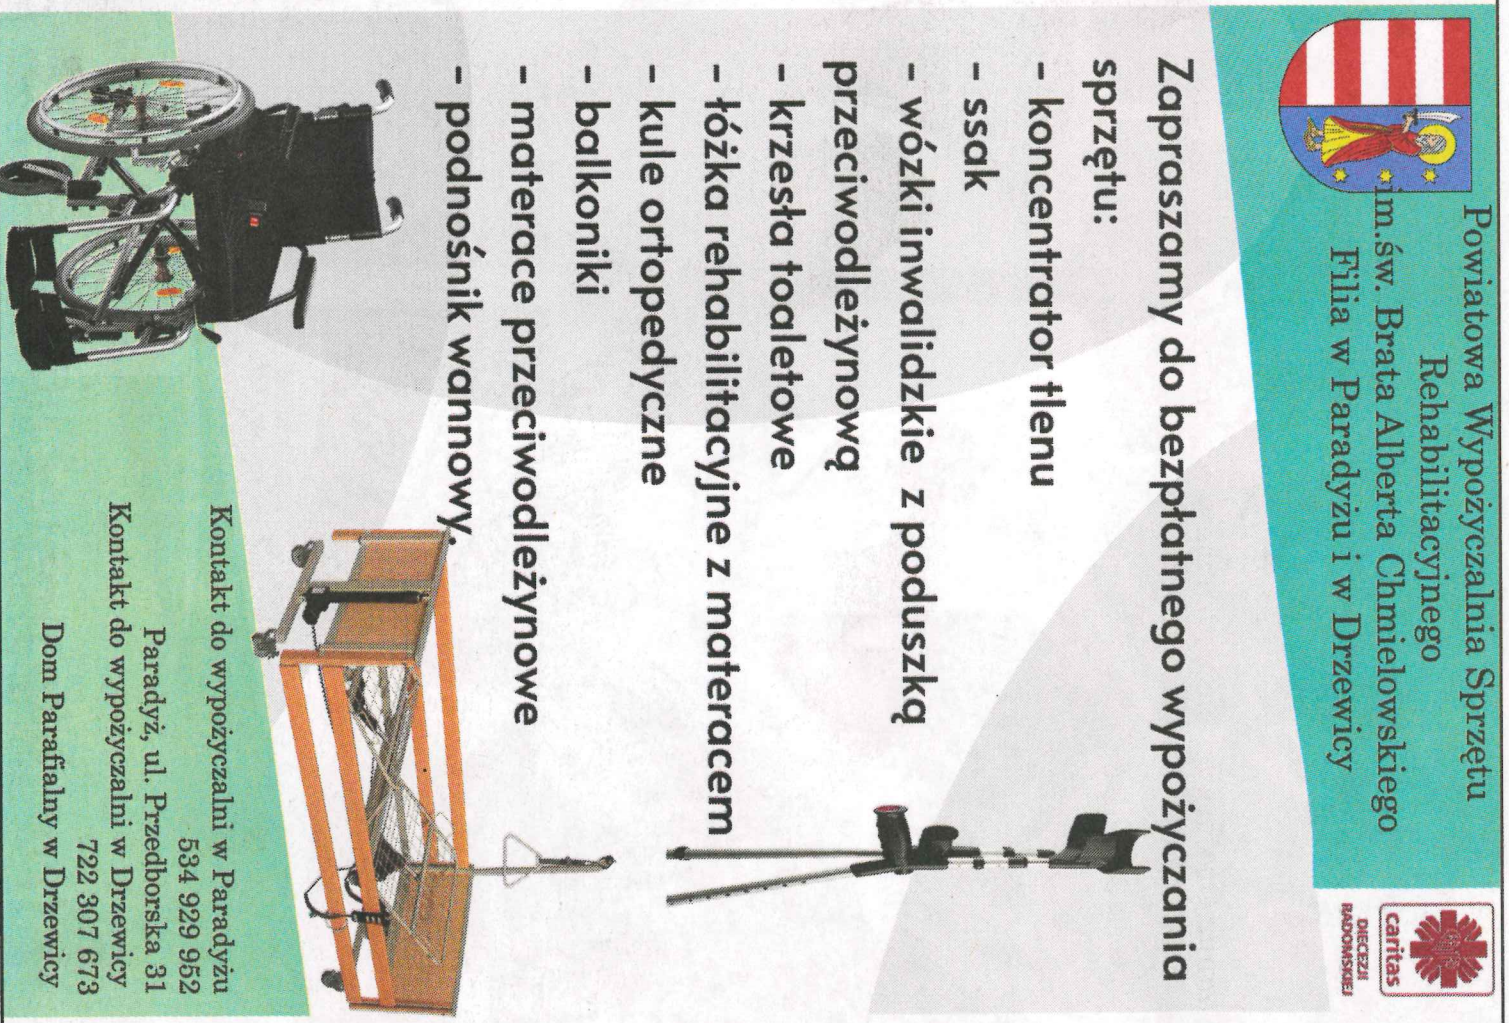 Powiatowa Wypożyczalnia Sprzętu
Rehabilitacyjnego
im.św. Brata Alberta Chmielowskiego
Filia w Paradyżu i w Drzewicy
caritas
DIECEZJI
RADOMSKIEJ
Zapraszamy do bezpłatnego wypożyczania
sprzętu:
- koncentrator tlenu
- ssak
- wózki inwalidzkie z poduszką
przeciwodleżynową
- krzesła toaletowe
- łóżka rehabilitacyjne z materacem
- kule ortopedyczne
- balkoniki
- materace przeciwodleżynowe
- podnośnik wannowy.
Kontakt do wypożyczalni w Paradyżu
534 929 952
Paradyż, ul. Przedborska 31
Kontakt do wypożyczalni w Drzewicy
722 307 673
Dom Parafialny w Drzewicy